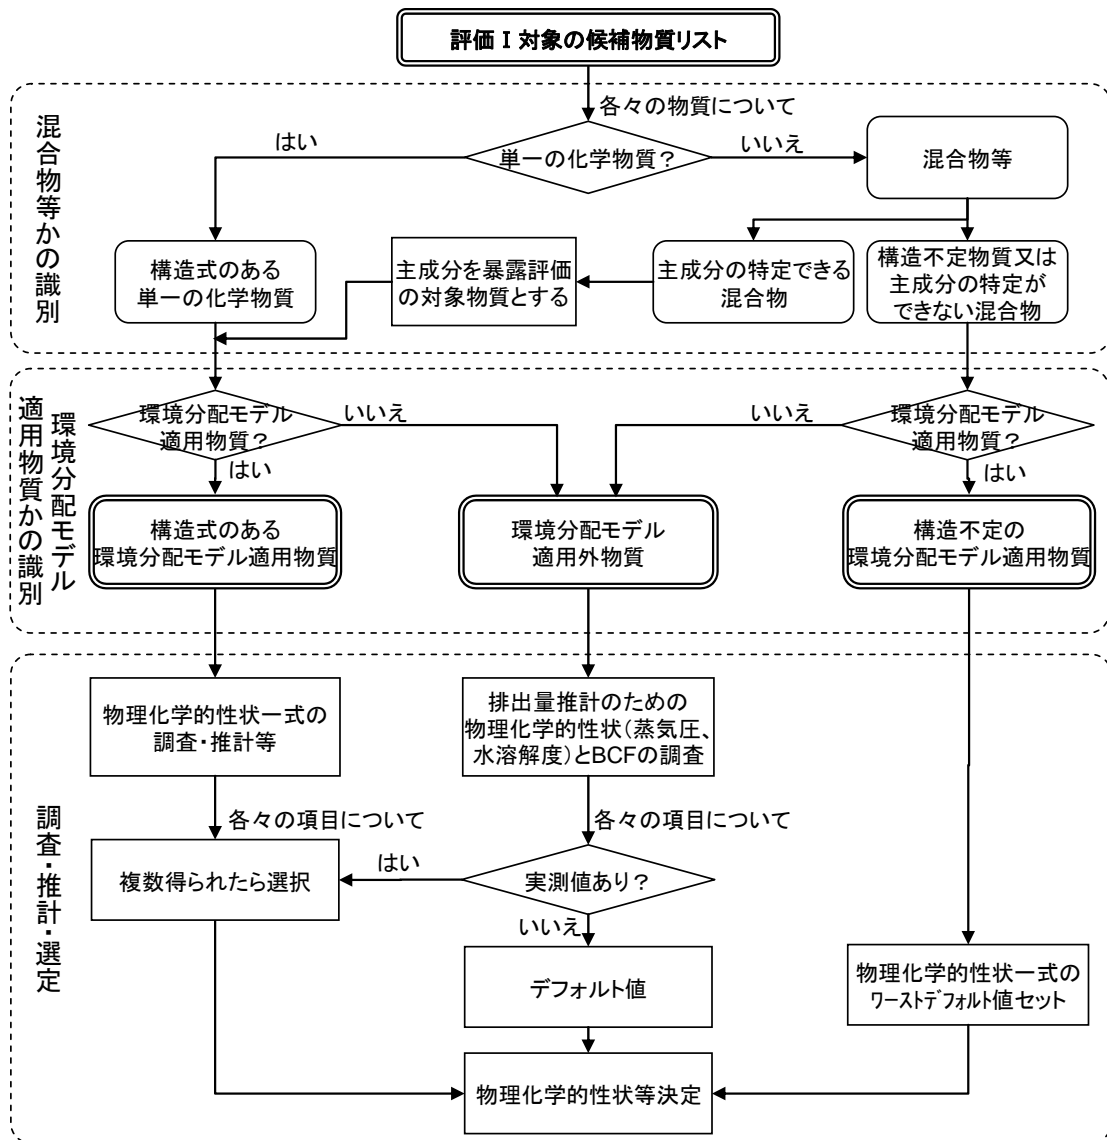 評価Ⅰ対象の候補物質リスト
混合物等かの識別
各々の物質について
単一の化学物質？
はい
いいえ
混合物等
構造式のある
単一の化学物質
主成分を暴露評価
の対象物質とする
主成分の特定できる
混合物
構造不定物質又は
主成分の特定が
できない混合物
環境分配モデル
適用物質かの識別
環境分配モデル
適用物質？
いいえ
はい
いいえ
環境分配モデル
適用物質？
はい
構造式のある
環境分配モデル適用物質
環境分配モデル
適用外物質
構造不定の
環境分配モデル適用物質
調査・推計・選定
物理化学的性状一式の
調査・推計等
排出量推計のための
物理化学的性状（蒸気圧、
水溶解度）とBCFの調査
各々の項目について
各々の項目について
複数得られたら選択
はい
実測値あり？
いいえ
デフォルト値
物理化学的性状一式の
ワーストデフォルト値セット
物理化学的性状等決定